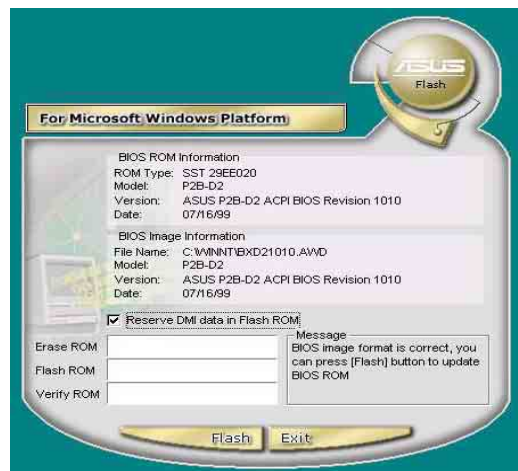 ASUS
Flash
For Microsoft Windows Platform
BIOS ROM Information
ROM Type: SST 29EE020
Model: P2B-D2
Version: ASUS P2B-D2 ACPI BIOS Revision 1010
Date: 07/16/99
BIOS Image Information
File Name: C:\WINNT\BXD21010.AWD
Model: P2B-D2
Version: ASUS P2B-D2 ACPI BIOS Revision 1010
Date: 07/16/99
Reserve DMI data in Flash ROM
Erase ROM
Flash ROM
Verify ROM
Message
BIOS image format is correct, you
can press [Flash] button to update
BIOS ROM
Flash
Exit